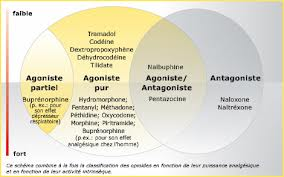 faible
Tramadol
Codéine
Dextropropoxyphène
Déhydrocodéine
Tilidate
Nalbuphine
Agoniste
partiel
Agoniste
pur
Agoniste/
Antagoniste
Antagoniste
Buprénorphine
(p. ex.: pour
son effet
dépresseur
respiratoire)
Hydromorphone;
Fentanyl; Méthadone;
Péthidine; Oxycodone;
Morphine; Piritramide,
Buprénorphine
(p. ex.: pour son effet
analgésique chez l'homme)
Pentazocine
Naloxone
Naltréxone
fort
Ce schéma combine à la fois la classification des opioïdes en fonction de leur puissance analgésique
et en fonction de leur activité intrinsèque.